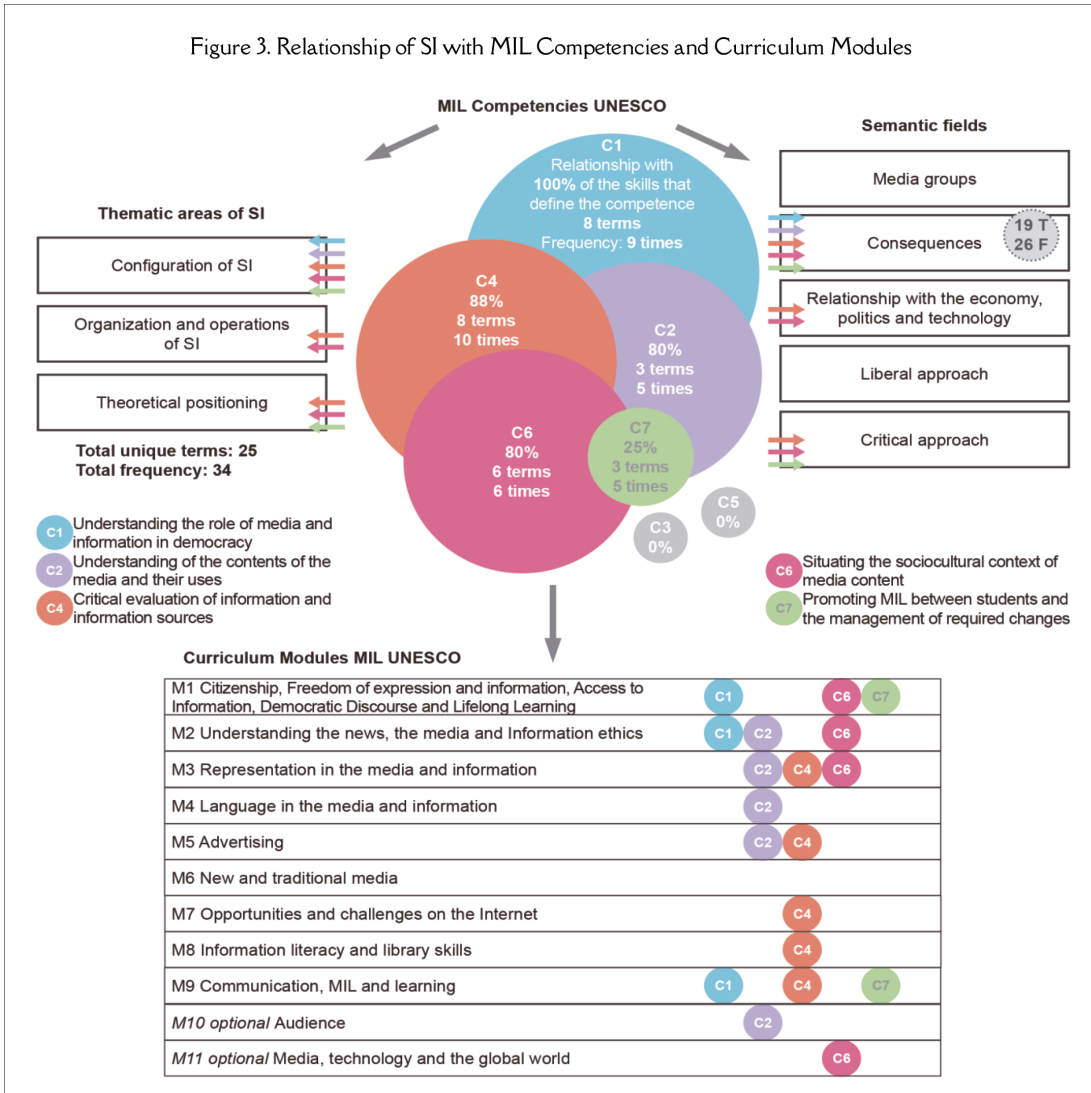 Figure 3. Relationship of SI with MIL Competencies and Curriculum Modules
MIL Competencies UNESCO
Thematic areas of SI
Configuration of SI
Organization and operations
of SI
Theoretical positioning
Total unique terms: 25
Total frequency: 34
C1
Relationship with
100% of the skills that
define the competence
8 terms
Frequency: 9 times
C4
88%
8 terms
10 times
C2
80%
3 terms
5 times
C6
80%
6 terms
6 times
C7
25%
3 terms
5 times
C3
0%
C5
0%
Semantic fields
Media groups
Consequences
19 T
26 F
Relationship with the economy,
politics and technology
Liberal approach
Critical approach
C1 Understanding the role of media and
information in democracy
C2 Understanding of the contents of the
media and their uses
C4 Critical evaluation of information and
information sources
C6 Situating the sociocultural context of
media content
C7 Promoting MIL between students and
the management of required changes
Curriculum Modules MIL UNESCO
M1 Citizenship, Freedom of expression and information, Access to
Information, Democratic Discourse and Lifelong Learning
C1 C6 C7
M2 Understanding the news, the media and Information ethics C1 C2 C6
M3 Representation in the media and information C2 C4 C6
M4 Language in the media and information C2
M5 Advertising C2 C4
M6 New and traditional media
M7 Opportunities and challenges on the Internet C4
M8 Information literacy and library skills C4
M9 Communication, MIL and learning C1 C4 C7
M10 optional Audience C2
M11 optional Media, technology and the global world C6